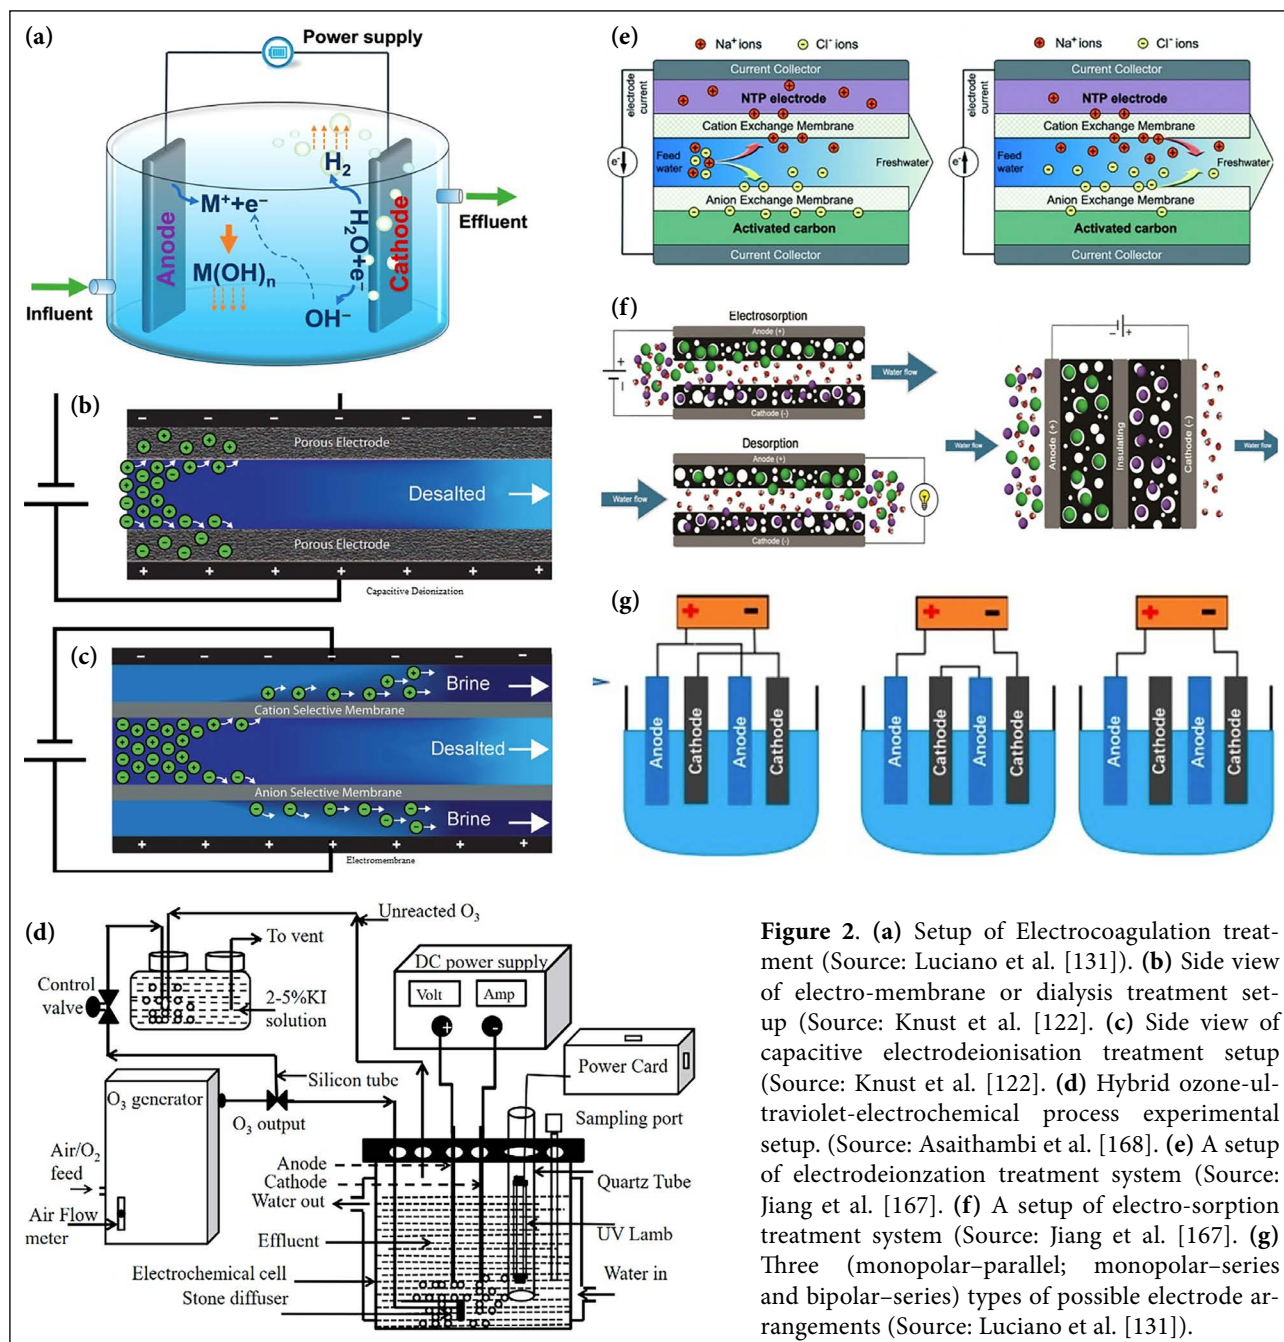 (a)
Power supply
H2
M⁺+e⁻
Anode
Cathode
H2O+e⁻
Effluent
M(OH)n
Influent
OH⁻
(b)
− − − − − −
Porous Electrode
Desalted
Porous Electrode
+ + + + + + +
Capacitive Deionization
(c)
− − − − − −
Brine
Cation Selective Membrane
Desalted
Anion Selective Membrane
Brine
+ + + + + +
Electromembrane
(d)
Unreacted O3
To vent
DC power supply
Volt
Amp
+
-
Control
valve
2-5%KI
solution
Silicon tube
Power Card
O3 generator
O3 output
Sampling port
Air/O2
feed
Anode
Cathode
Water out
Quartz Tube
Air Flow
meter
Effluent
UV Lamb
Electrochemical cell
Stone diffuser
Water in
(e)
Na⁺ ions
Cl⁻ ions
Current Collector
electrode
current
NTP electrode
Cation Exchange Membrane
e⁻
Feed
water
Freshwater
Anion Exchange Membrane
Activated carbon
Current Collector
Na⁺ ions
Cl⁻ ions
Current Collector
electrode
current
NTP electrode
Cation Exchange Membrane
e⁻
Feed
water
Freshwater
Anion Exchange Membrane
Activated carbon
Current Collector
(f)
Electrosorption
Anode (+)
+
−
Water flow
Cathode (-)
Desorption
Anode (+)
Water flow
Cathode (-)
− +
Water flow
Anode (+)
Insulating
Cathode (-)
Water flow
(g)
+ −
Anode
Cathode
Anode
Cathode
+ −
Anode
Cathode
Anode
Cathode
+ −
Anode
Cathode
Anode
Cathode
Figure 2. (a) Setup of Electrocoagulation treat-
ment (Source: Luciano et al. [131]). (b) Side view
of electro-membrane or dialysis treatment set-
up (Source: Knust et al. [122]. (c) Side view of
capacitive electrodeionisation treatment setup
(Source: Knust et al. [122]. (d) Hybrid ozone-ul-
traviolet-electrochemical process experimental
setup. (Source: Asaithambi et al. [168]. (e) A setup
of electrodeionzation treatment system (Source:
Jiang et al. [167]. (f) A setup of electro-sorption
treatment system (Source: Jiang et al. [167]. (g)
Three (monopolar–parallel; monopolar–series
and bipolar–series) types of possible electrode ar-
rangements (Source: Luciano et al. [131]).